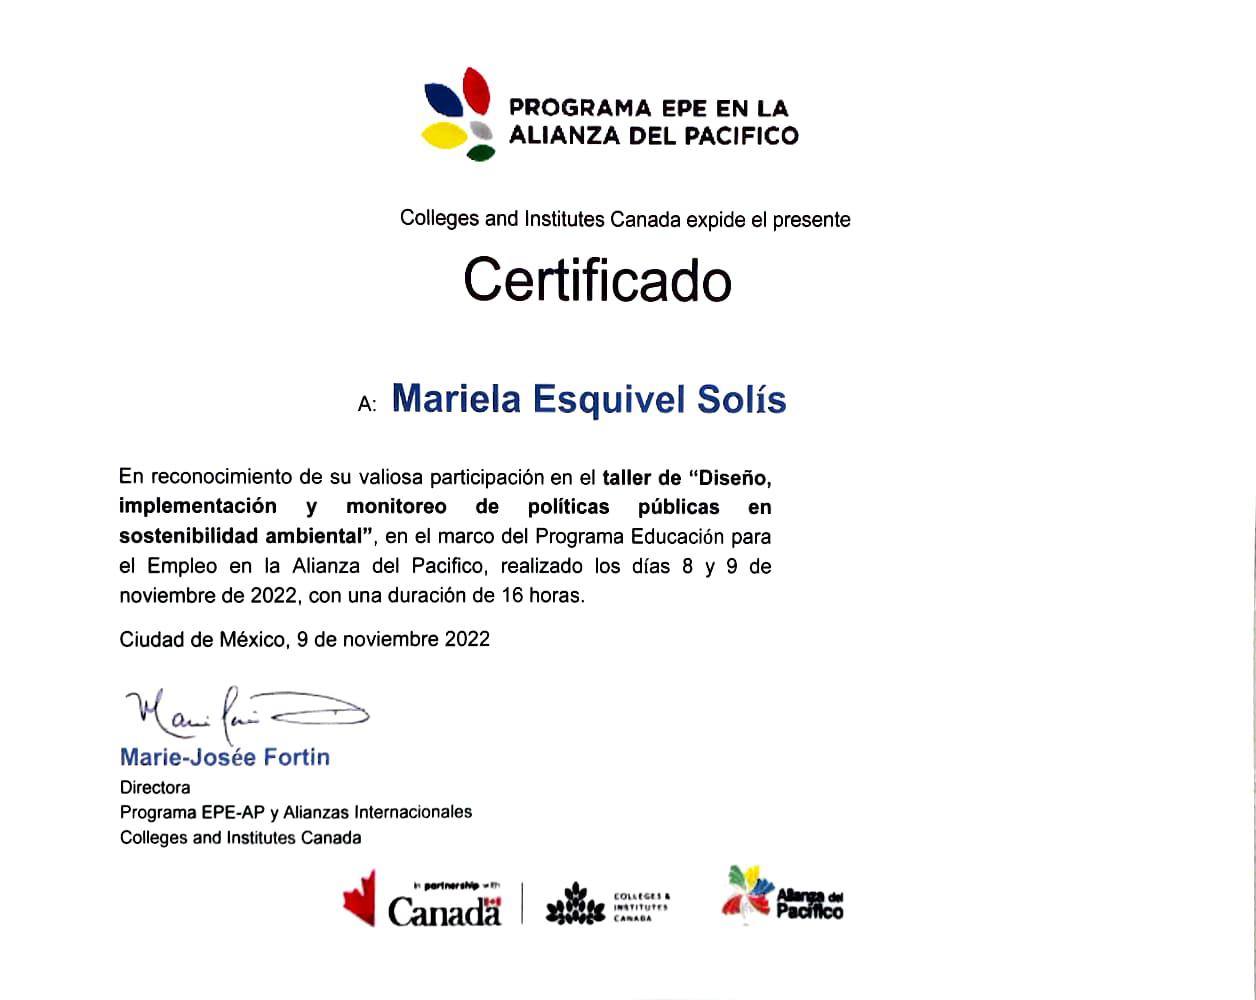 PROGRAMA EPE EN LA
ALIANZA DEL PACIFICO
Colleges and Institutes Canada expide el presente
Certificado
A: Mariela Esquivel Solís
En reconocimiento de su valiosa participación en el taller de “Diseño,
implementación y monitoreo de políticas públicas en
sostenibilidad ambiental”, en el marco del Programa Educación para
el Empleo en la Alianza del Pacifico, realizado los días 8 y 9 de
noviembre de 2022, con una duración de 16 horas.
Ciudad de México, 9 de noviembre 2022
Marie-Josée Fortin
Directora
Programa EPE-AP y Alianzas Internacionales
Colleges and Institutes Canada
in partnership with
Canada
COLLEGES &
INSTITUTES
CANADA
Alianza del
Pacífico